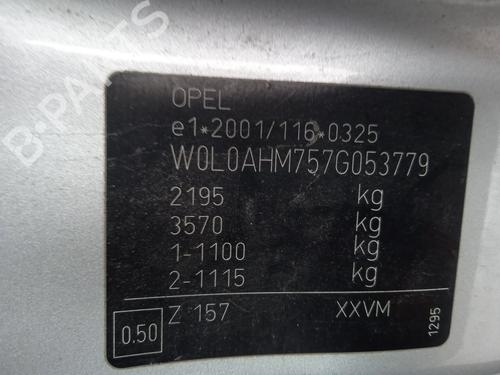 OPEL
e1*2001/116*0325
W0L0AHM757G053779
2195 kg
3570 kg
1-1100 kg
2-1115 kg
0.50 Z 157 XXVM
1295
B-PARTS